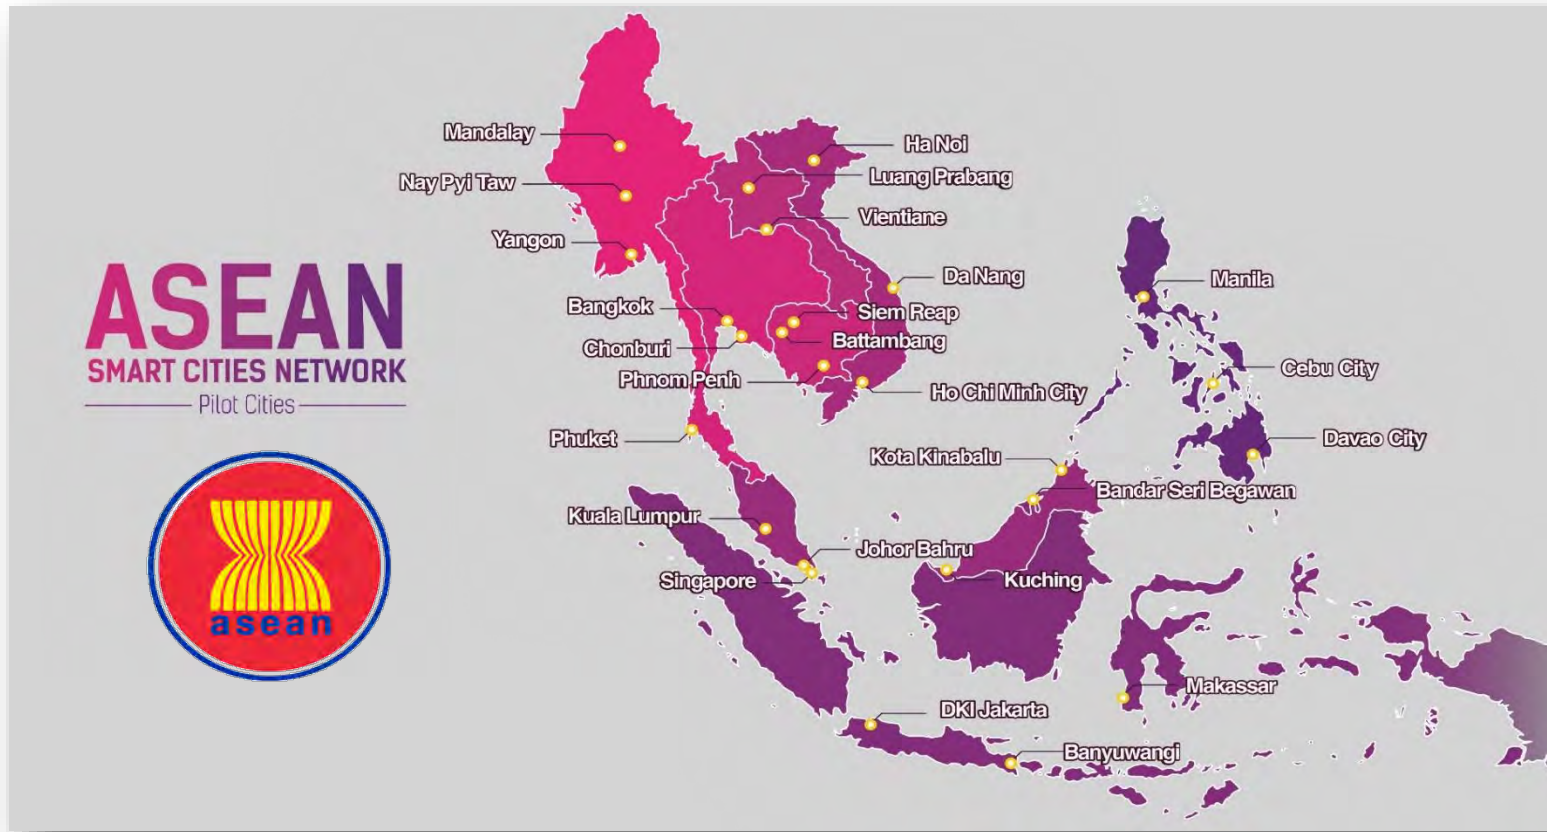 ASEAN
SMART CITIES NETWORK
Pilot Cities
asean
Mandalay
Nay Pyi Taw
Yangon
Bangkok
Chonburi
Phnom Penh
Phuket
Kuala Lumpur
Singapore
Ha Noi
Luang Prabang
Vientiane
Da Nang
Siem Reap
Battambang
Ho Chi Minh City
Kota Kinabalu
Bandar Seri Begawan
Johor Bahru
Kuching
DKI Jakarta
Banyuwangi
Makassar
Manila
Cebu City
Davao City